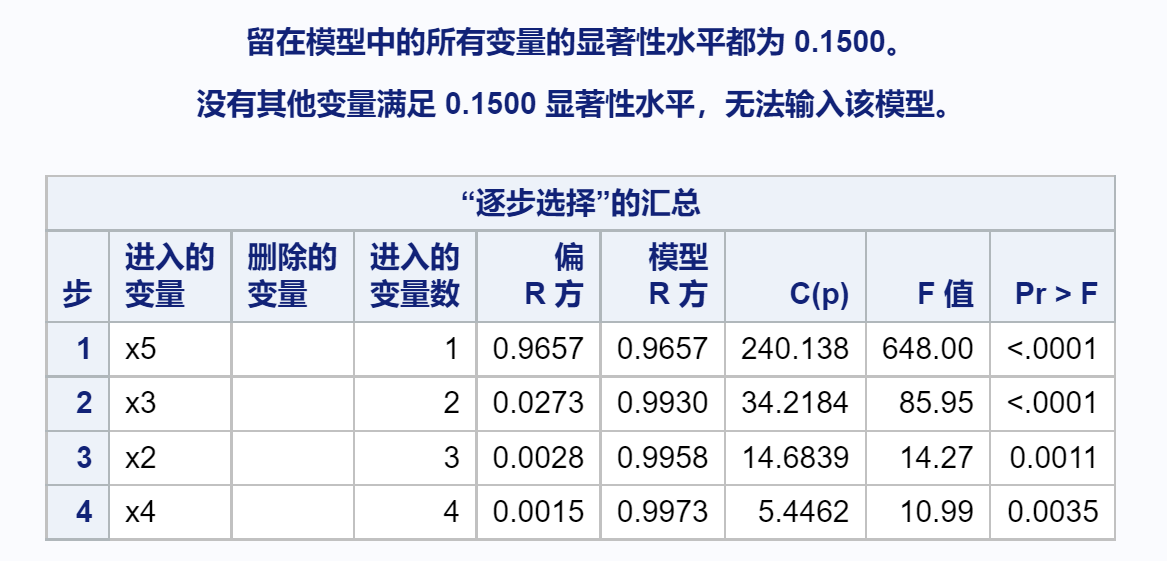 留在模型中的所有变量的显著性水平都为 0.1500。
没有其他变量满足 0.1500 显著性水平，无法输入该模型。
“逐步选择”的汇总
步 进入的变量 删除的变量 进入的变量数 偏 R 方 模型 R 方 C(p) F 值 Pr > F
1 x5 1 0.9657 0.9657 240.138 648.00 <.0001
2 x3 2 0.0273 0.9930 34.2184 85.95 <.0001
3 x2 3 0.0028 0.9958 14.6839 14.27 0.0011
4 x4 4 0.0015 0.9973 5.4462 10.99 0.0035